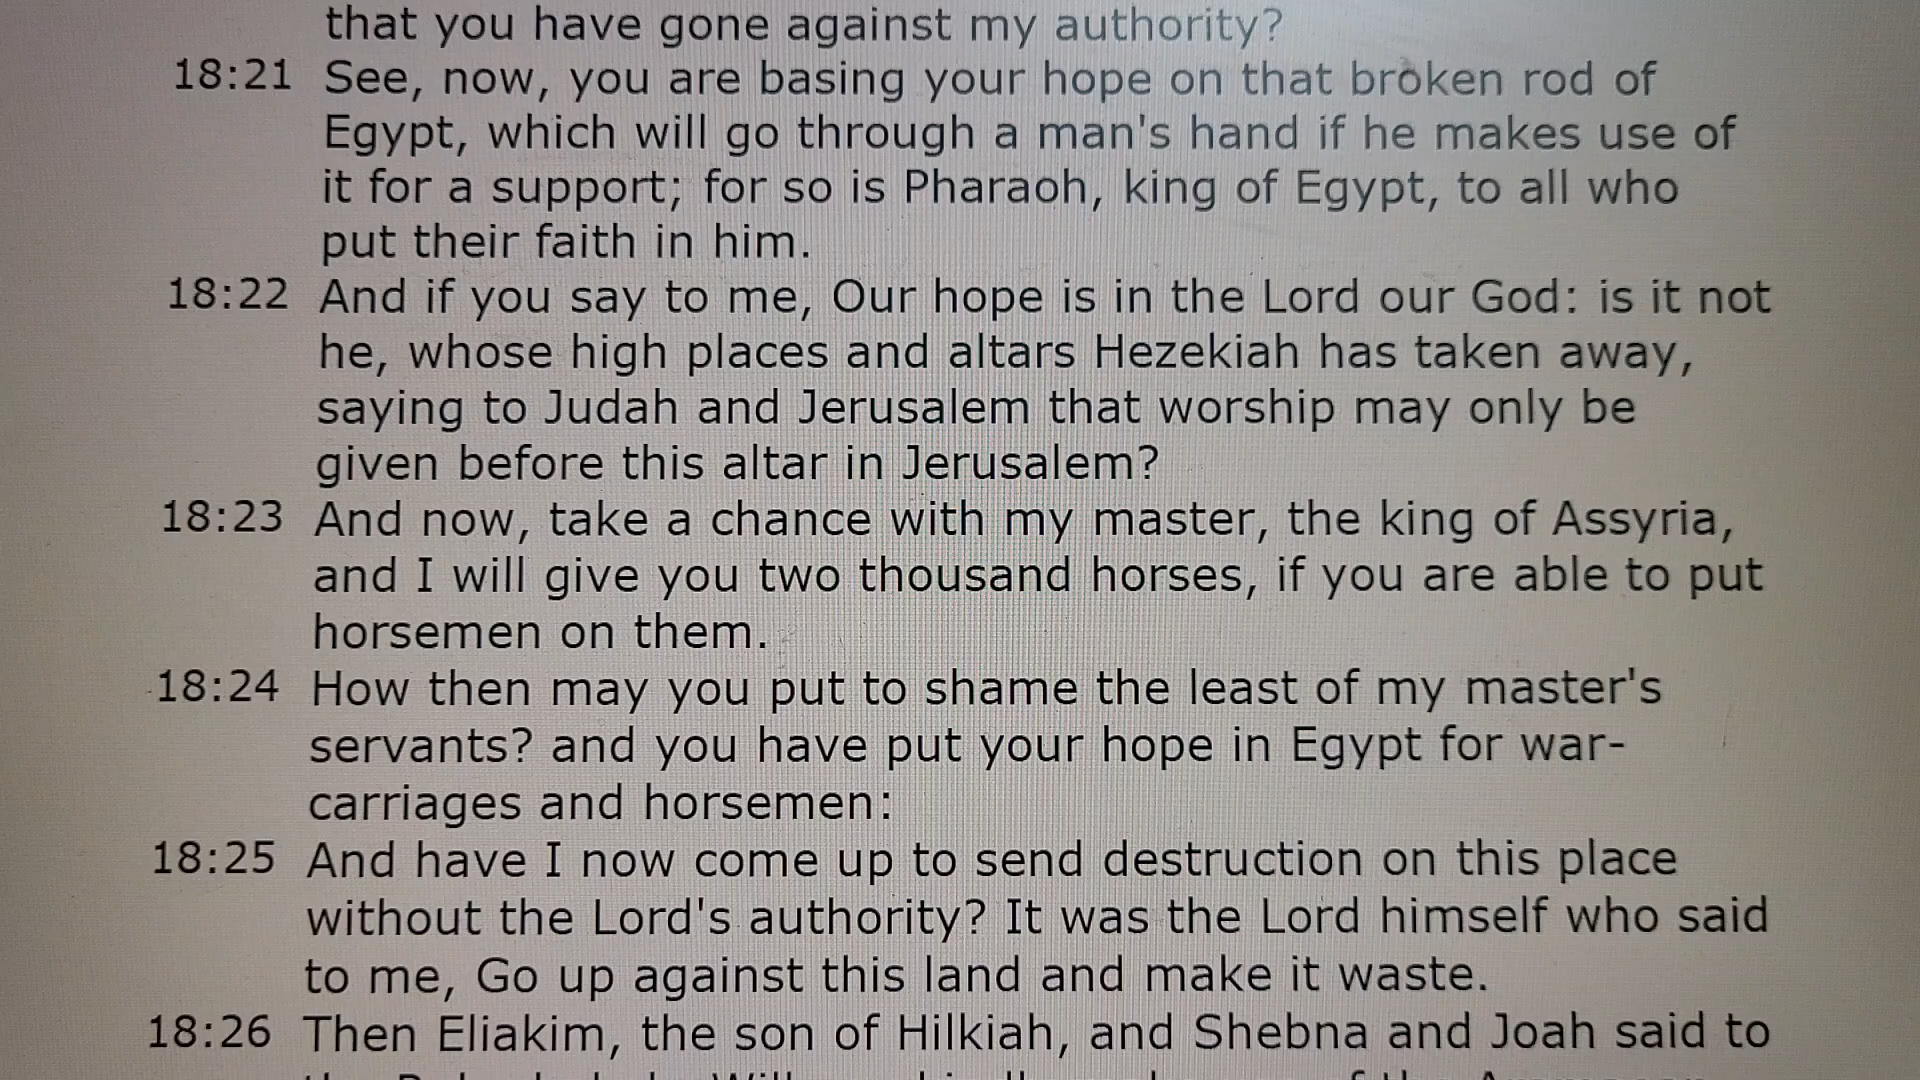 that you have gone against my authority?
18:21 See, now, you are basing your hope on that broken rod of
Egypt, which will go through a man's hand if he makes use of
it for a support; for so is Pharaoh, king of Egypt, to all who
put their faith in him.
18:22 And if you say to me, Our hope is in the Lord our God: is it not
he, whose high places and altars Hezekiah has taken away,
saying to Judah and Jerusalem that worship may only be
given before this altar in Jerusalem?
18:23 And now, take a chance with my master, the king of Assyria,
and I will give you two thousand horses, if you are able to put
horsemen on them.
18:24 How then may you put to shame the least of my master's
servants? and you have put your hope in Egypt for war-
carriages and horsemen:
18:25 And have I now come up to send destruction on this place
without the Lord's authority? It was the Lord himself who said
to me, Go up against this land and make it waste.
18:26 Then Eliakim, the son of Hilkiah, and Shebna and Joah said to